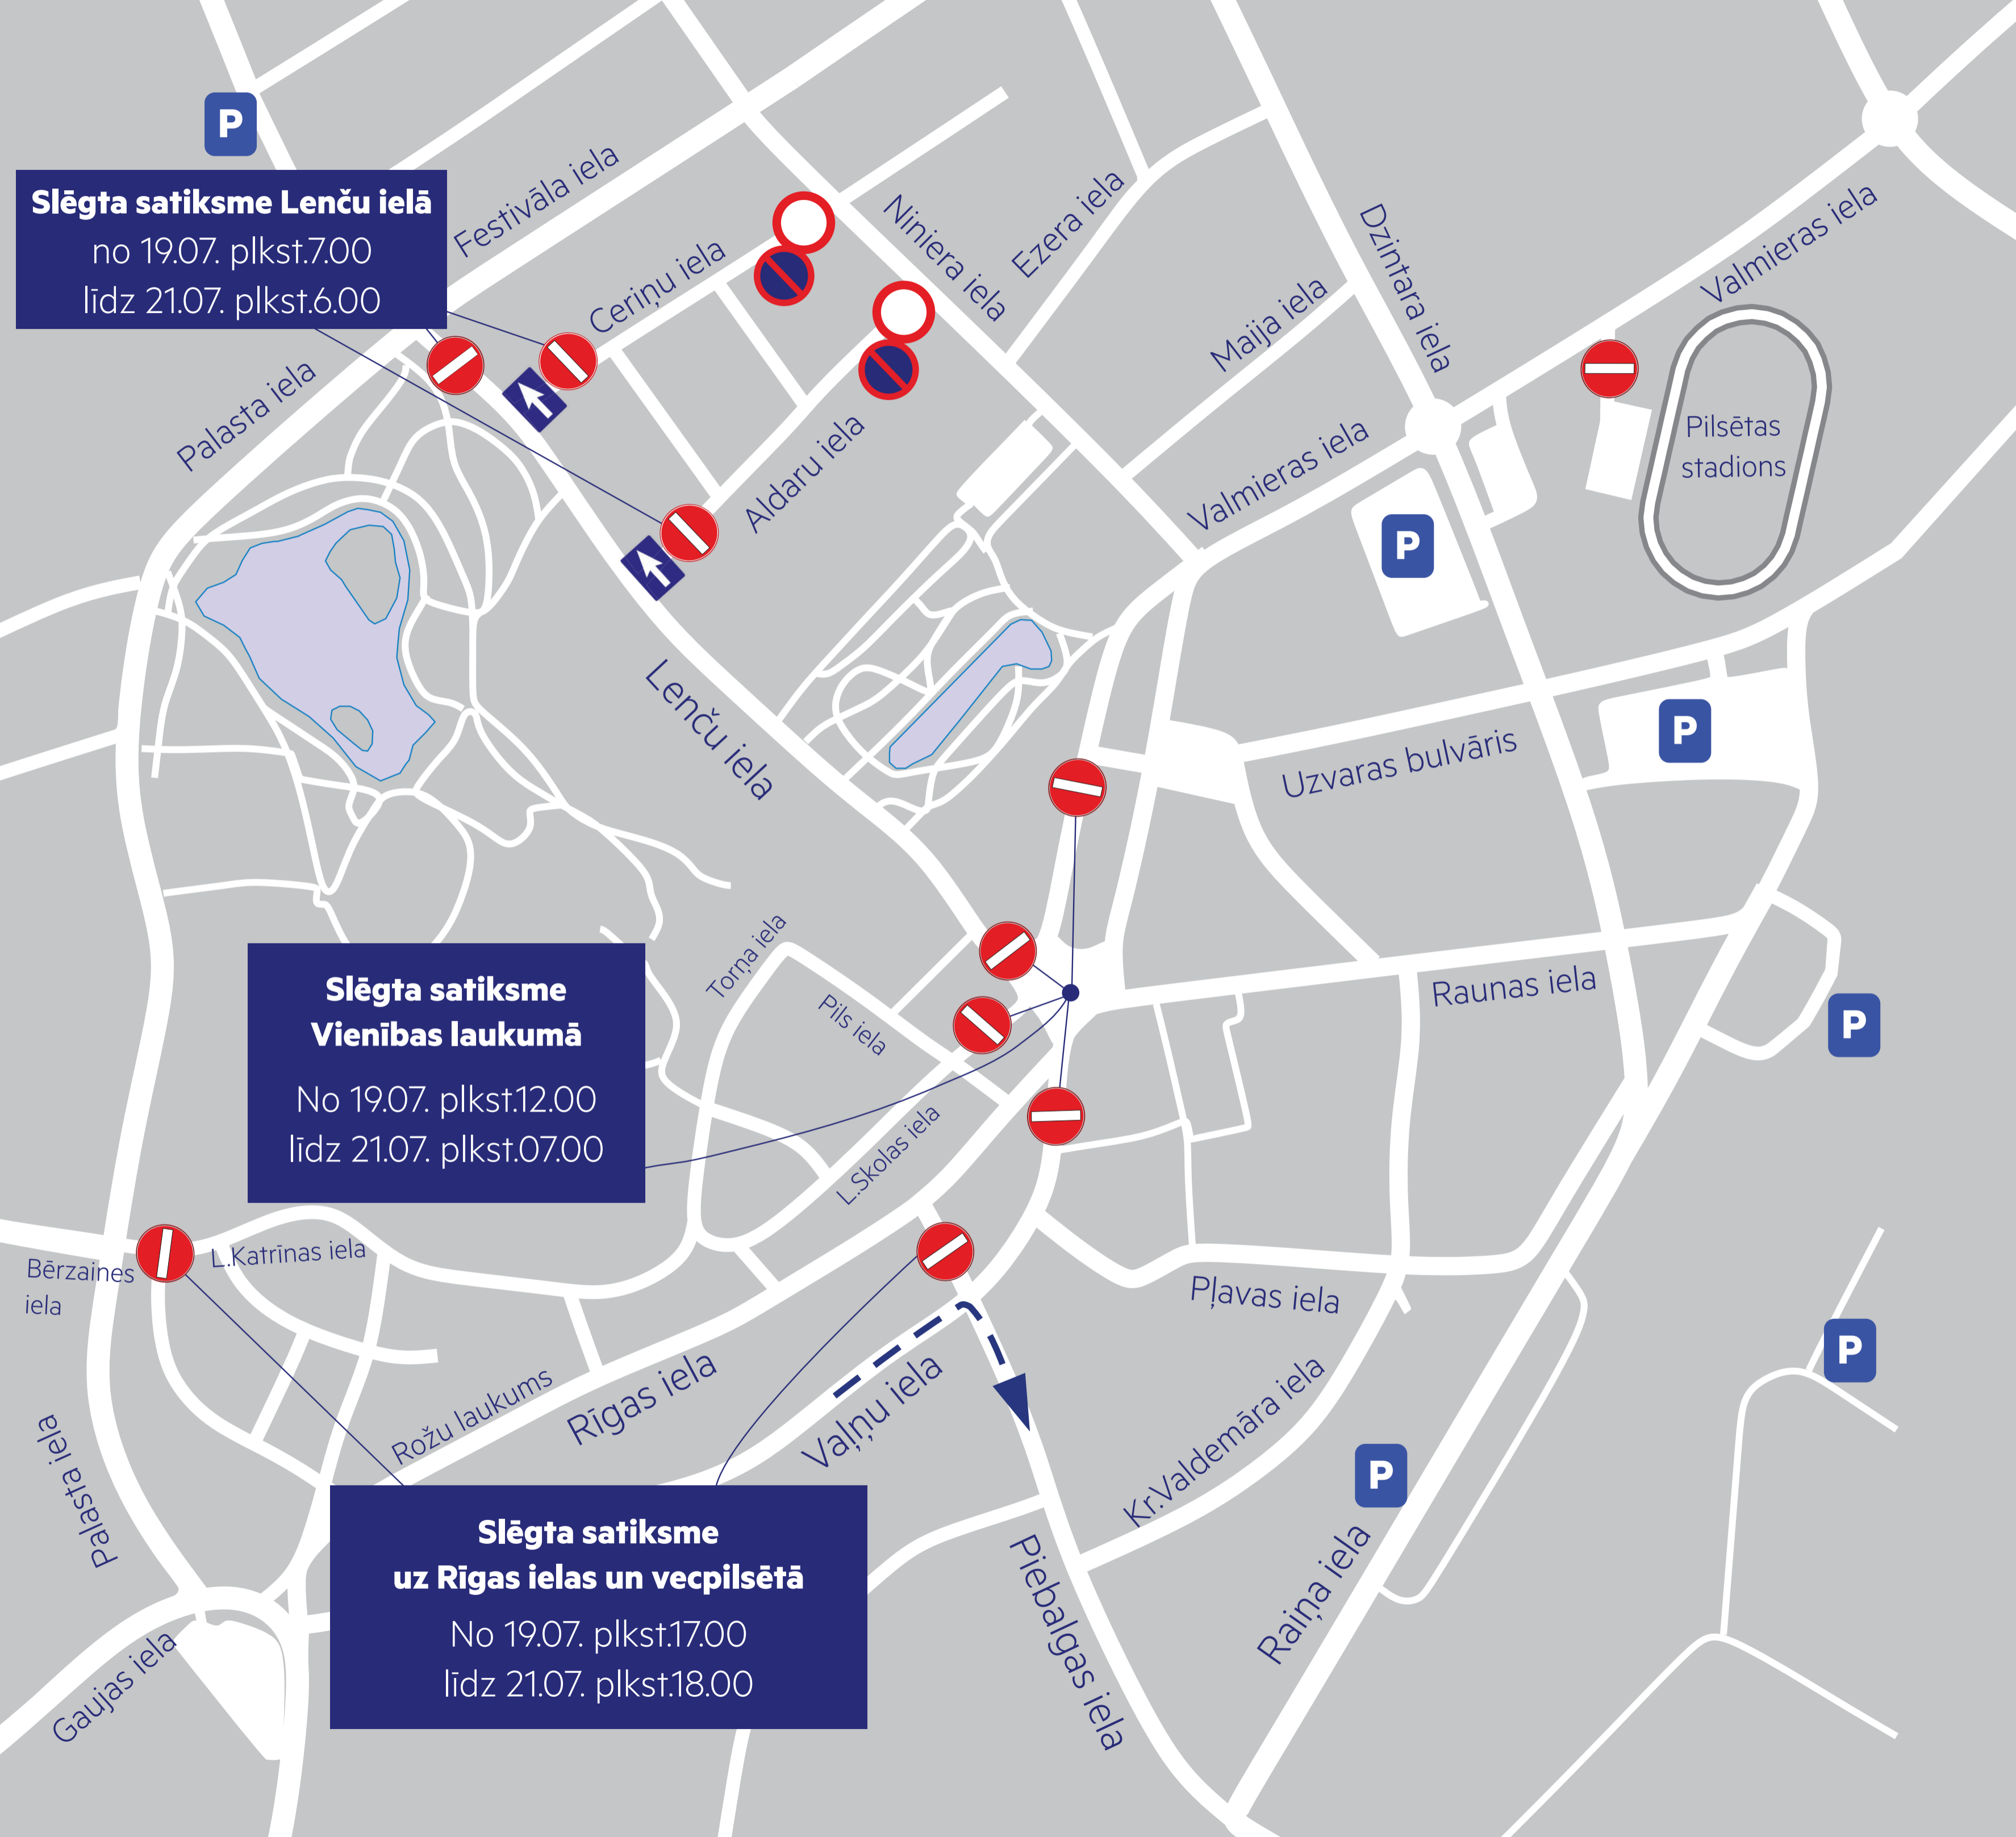 P
Slēgta satiksme Lenču ielā
no 19.07. plkst.7.00
līdz 21.07. plkst.6.00
Festivāla iela
Ceriņu iela
Niniera iela
Ezera iela
Dzintara iela
Valmieras iela
Maija iela
Palasta iela
Aldaru iela
Valmieras iela
Pilsētas
stadions
P
Lenču iela
Uzvaras bulvāris
P
Torņa iela
Pils iela
Raunas iela
P
Slēgta satiksme
Vienības laukumā
No 19.07. plkst.12.00
līdz 21.07. plkst.07.00
L.Skolas iela
L.Katrīnas iela
Bērzaines
iela
Pļavas iela
P
Rožu laukums
Rīgas iela
Vaļņu iela
Kr.Valdemāra iela
P
Palasta iela
Slēgta satiksme
uz Rīgas ielas un vecpilsētā
No 19.07. plkst.17.00
līdz 21.07. plkst.18.00
Piebalgas iela
Raiņa iela
Gaujas iela